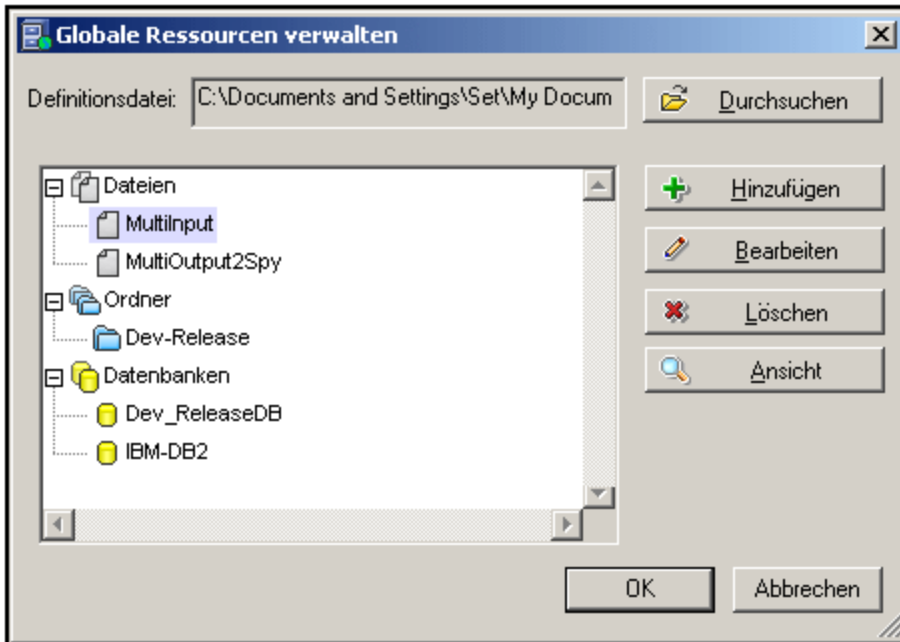 Globale Ressourcen verwalten
Definitionsdatei: C:\Documents and Settings\Set\My Docum Durchsuchen
Dateien
MultiInput
MultiOutput2Spy
Ordner
Dev-Release
Datenbanken
Dev_ReleaseDB
IBM-DB2
Hinzufügen
Bearbeiten
Löschen
Ansicht
OK Abbrechen